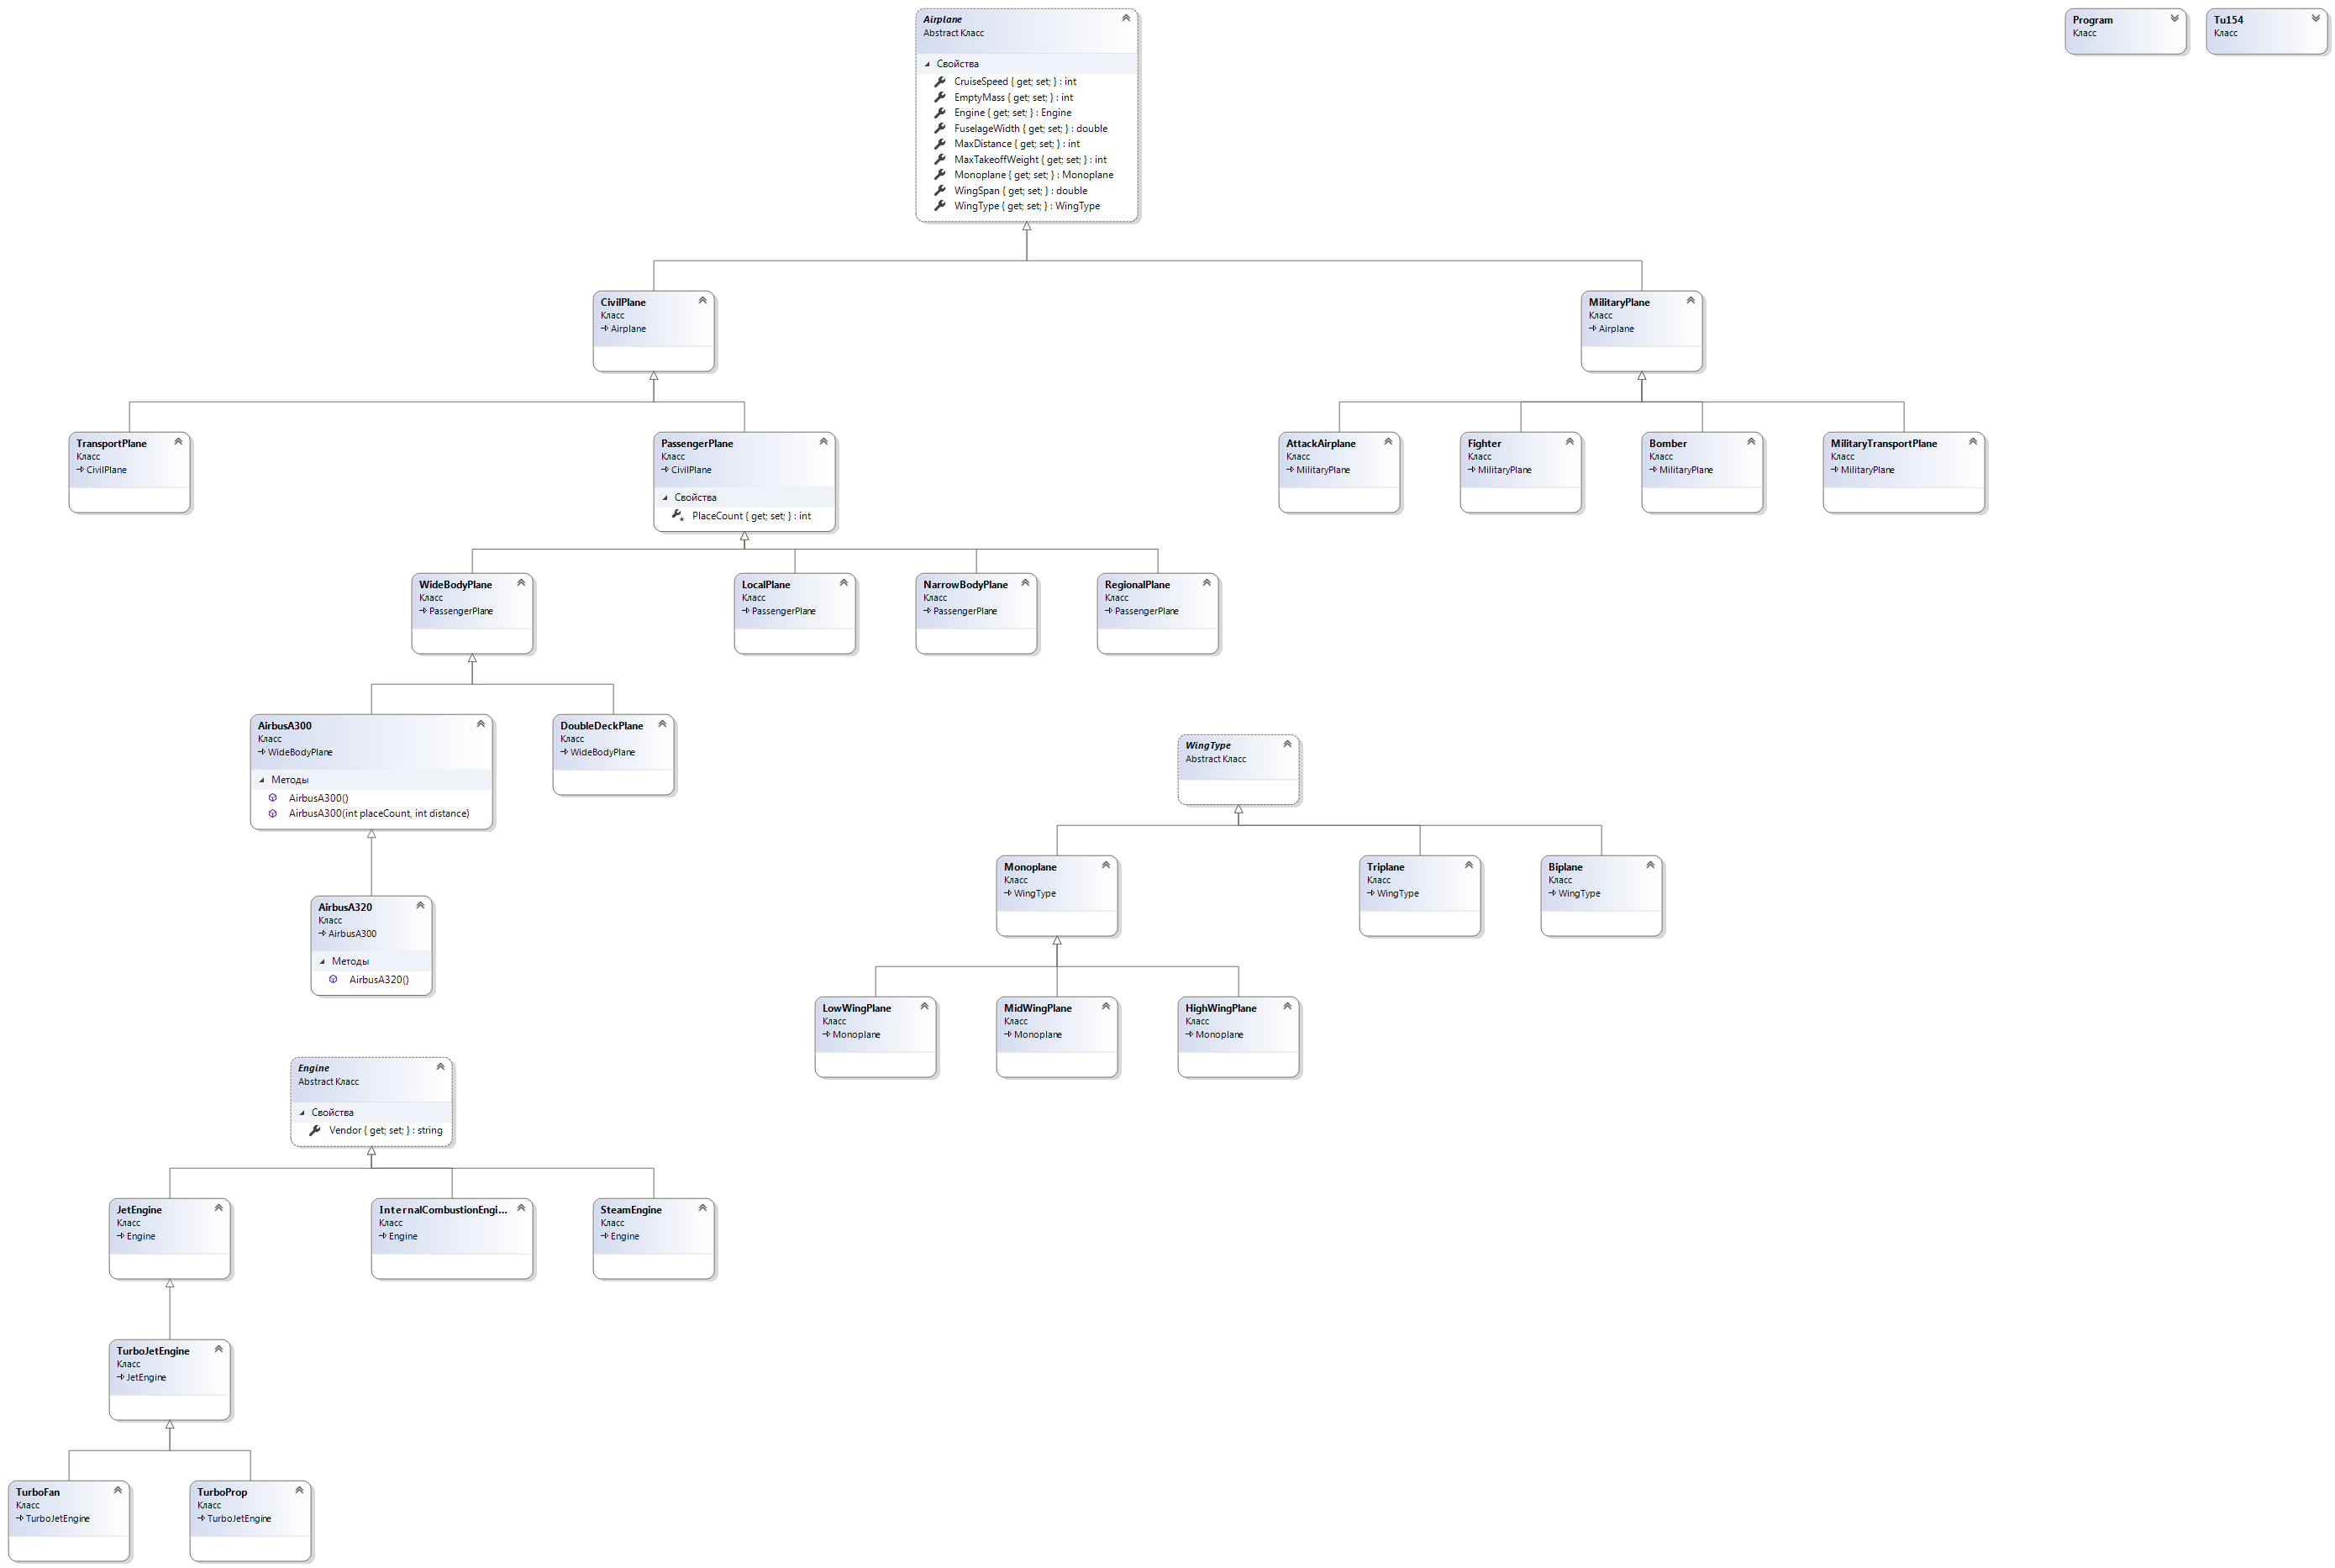 Airplane
Abstract Класс
Свойства
CruiseSpeed { get; set; } : int
EmptyMass { get; set; } : int
Engine { get; set; } : Engine
FuselageWidth { get; set; } : double
MaxDistance { get; set; } : int
MaxTakeoffWeight { get; set; } : int
Monoplane { get; set; } : Monoplane
WingSpan { get; set; } : double
WingType { get; set; } : WingType
Program
Класс
Tu154
Класс
CivilPlane
Класс
Airplane
MilitaryPlane
Класс
Airplane
TransportPlane
Класс
CivilPlane
PassengerPlane
Класс
CivilPlane
Свойства
PlaceCount { get; set; } : int
AttackAirplane
Класс
MilitaryPlane
Fighter
Класс
MilitaryPlane
Bomber
Класс
MilitaryPlane
MilitaryTransportPlane
Класс
MilitaryPlane
WideBodyPlane
Класс
PassengerPlane
LocalPlane
Класс
PassengerPlane
NarrowBodyPlane
Класс
PassengerPlane
RegionalPlane
Класс
PassengerPlane
AirbusA300
Класс
WideBodyPlane
Методы
AirbusA300()
AirbusA300(int placeCount, int distance)
DoubleDeckPlane
Класс
WideBodyPlane
WingType
Abstract Класс
Monoplane
Класс
WingType
Triplane
Класс
WingType
Biplane
Класс
WingType
AirbusA320
Класс
AirbusA300
Методы
AirbusA320()
LowWingPlane
Класс
Monoplane
MidWingPlane
Класс
Monoplane
HighWingPlane
Класс
Monoplane
Engine
Abstract Класс
Свойства
Vendor { get; set; } : string
JetEngine
Класс
Engine
InternalCombustionEngi...
Класс
Engine
SteamEngine
Класс
Engine
TurboJetEngine
Класс
JetEngine
TurboFan
Класс
TurboJetEngine
TurboProp
Класс
TurboJetEngine